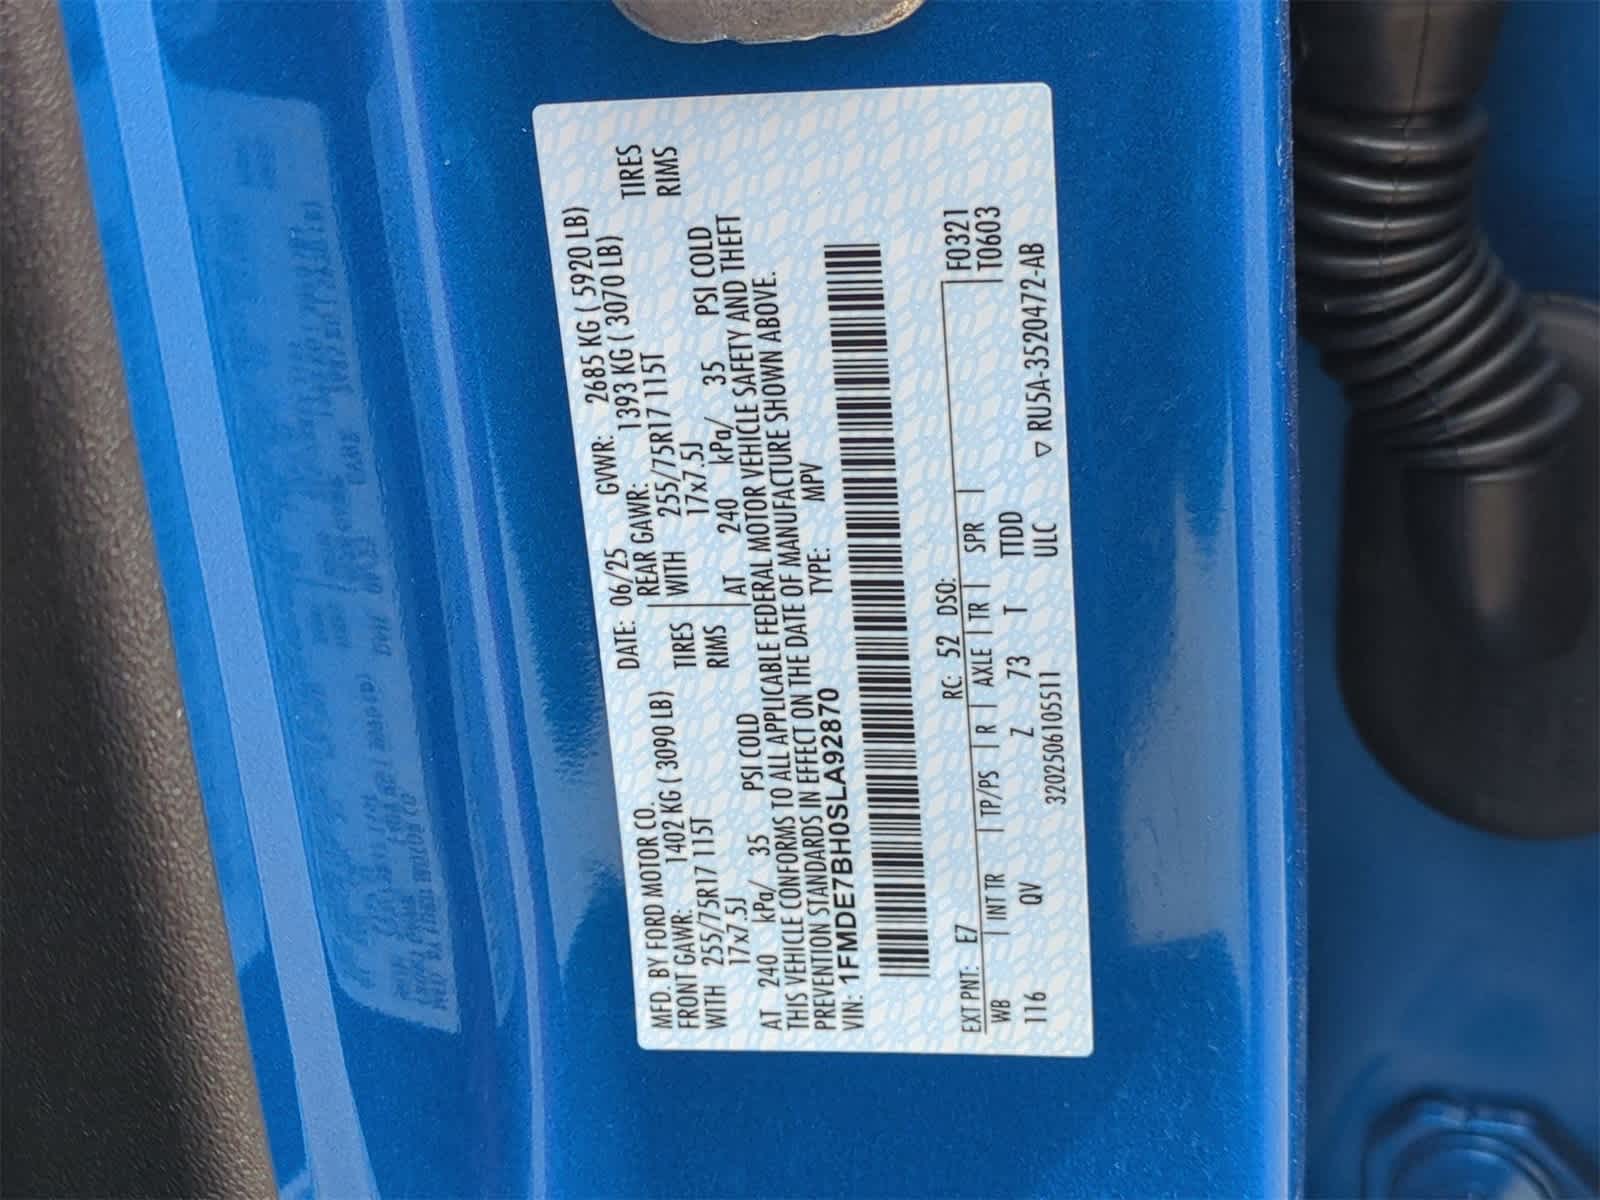 MFD. BY FORD MOTOR CO.
DATE: 06/25 GVWR: 2685 KG ( 5920 LB)
FRONT GAWR: 1402 KG ( 3090 LB) REAR GAWR: 1393 KG ( 3070 LB)
WITH 255/75R17 115T TIRES WITH 255/75R17 115T TIRES
17x7.5J RIMS 17x7.5J RIMS
AT 240 kPa/ 35 PSI COLD AT 240 kPa/ 35 PSI COLD
THIS VEHICLE CONFORMS TO ALL APPLICABLE FEDERAL MOTOR VEHICLE SAFETY AND THEFT
PREVENTION STANDARDS IN EFFECT ON THE DATE OF MANUFACTURE SHOWN ABOVE.
VIN: 1FMDE7BH0SLA92870 TYPE: MPV
EXT PNT: E7 RC: 52 DSO: F0321
WB INT TR TP/PS R AXLE TR SPR T0603
116 QV Z 73 T TTDD
32025061055​11 ULC ▽ RU5A-3520472-AB